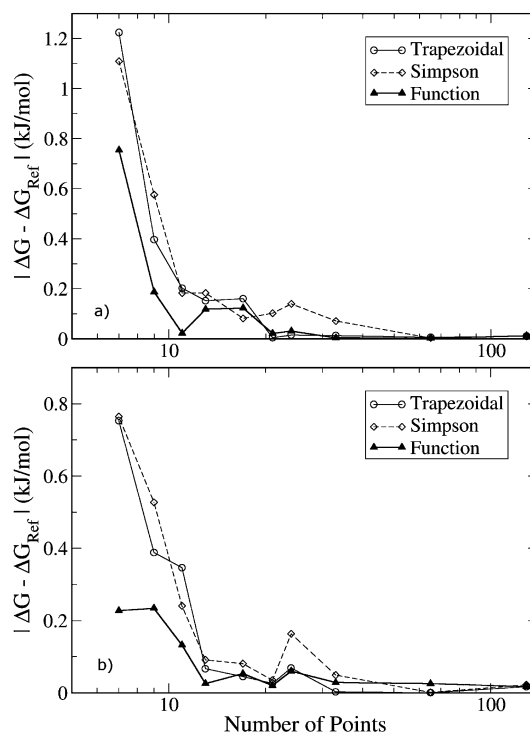 1.2
1
0.8
0.6
0.4
0.2
0
| ΔG - ΔG_Ref | (kJ/mol)
Trapezoidal
Simpson
Function
a)
10
100
0.8
0.6
0.4
0.2
0
| ΔG - ΔG_Ref | (kJ/mol)
Trapezoidal
Simpson
Function
b)
10
100
Number of Points